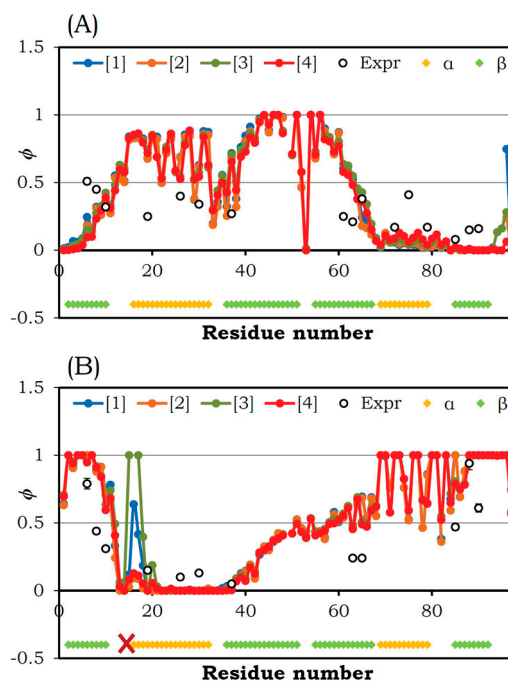 (A)
1.5
[1] [2] [3] [4] Expr α β
1
ϕ
0.5
0
0 20 40 60 80
-0.5
Residue number
(B)
1.5
[1] [2] [3] [4] Expr α β
1
ϕ
0.5
0
0 20 40 60 80
-0.5
Residue number